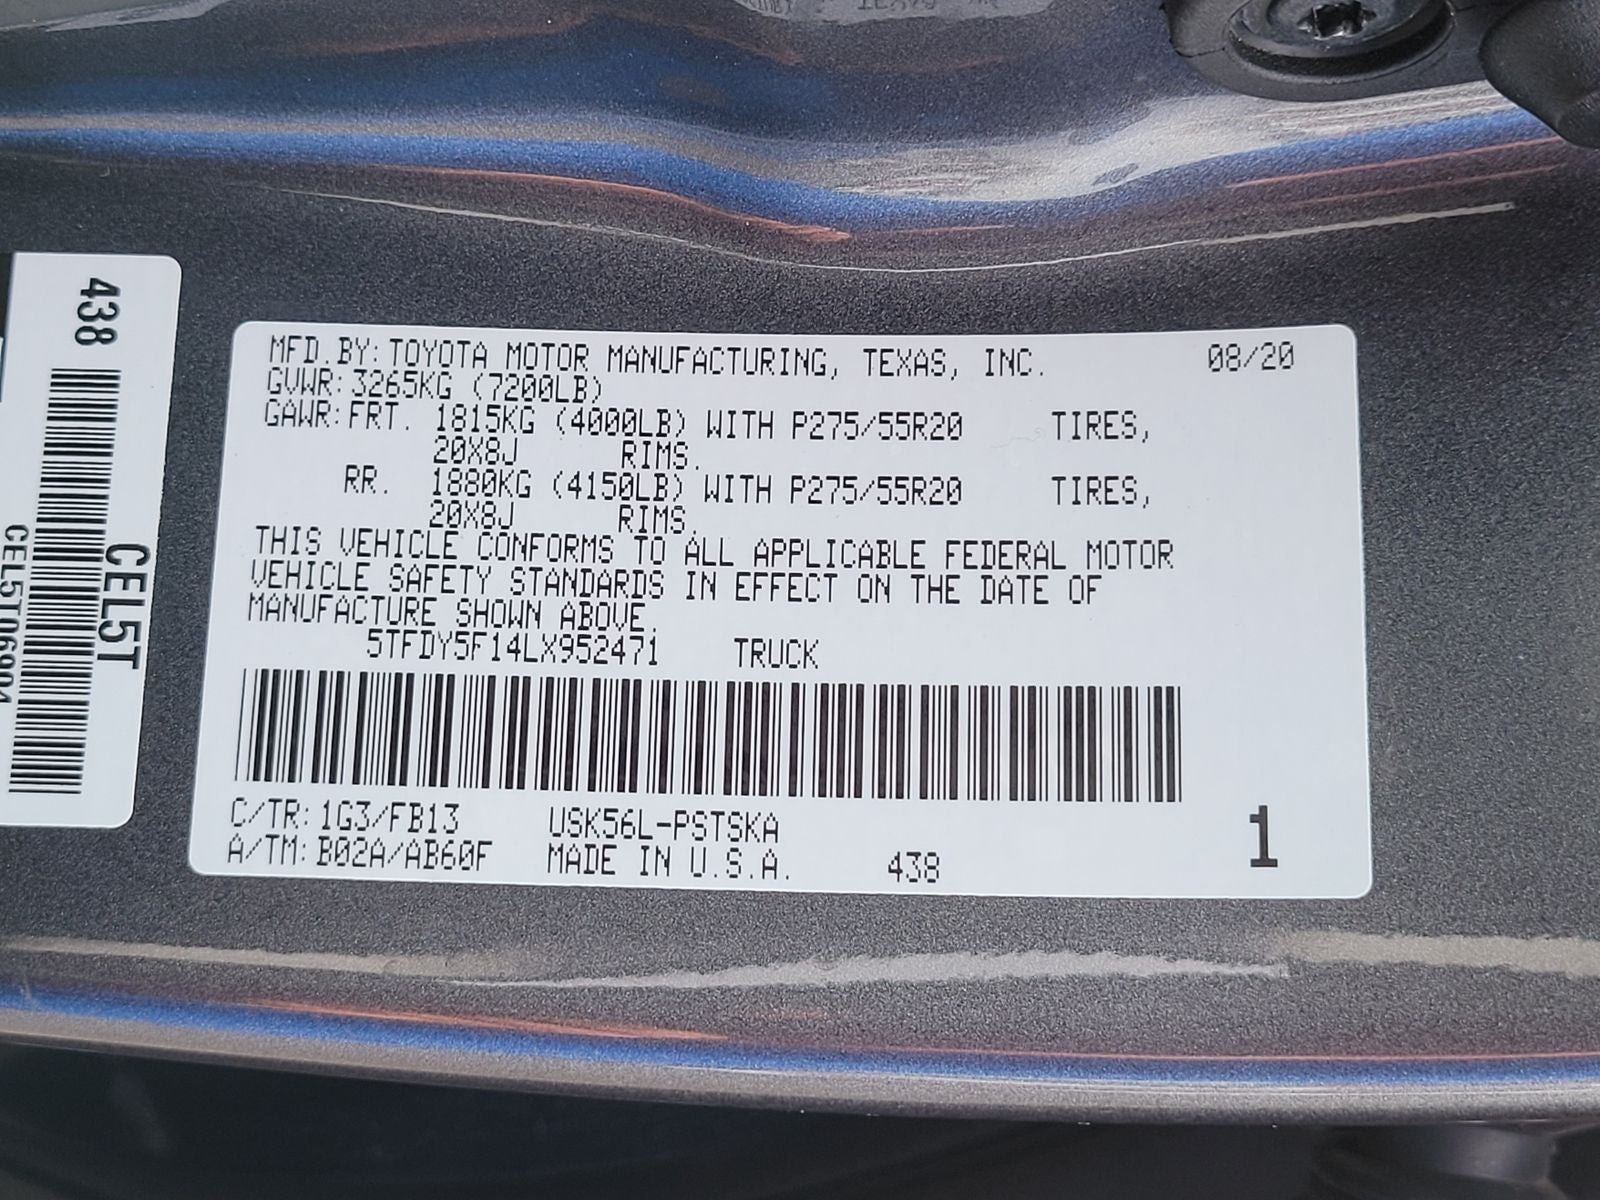 438
CEL5T
MFD.BY:TOYOTA MOTOR MANUFACTURING, TEXAS, INC. 08/20
GVWR:3265KG (7200LB)
GAWR:FRT. 1815KG (4000LB) WITH P275/55R20 TIRES,
20X8J RIMS.
RR. 1880KG (4150LB) WITH P275/55R20 TIRES,
20X8J RIMS.
THIS VEHICLE CONFORMS TO ALL APPLICABLE FEDERAL MOTOR
VEHICLE SAFETY STANDARDS IN EFFECT ON THE DATE OF
MANUFACTURE SHOWN ABOVE.
5TFDY5F14LX952471 TRUCK
C/TR:1G3/FB13 USK56L-PSTSKA
A/TM:B02A/AB60F MADE IN U.S.A. 438 1